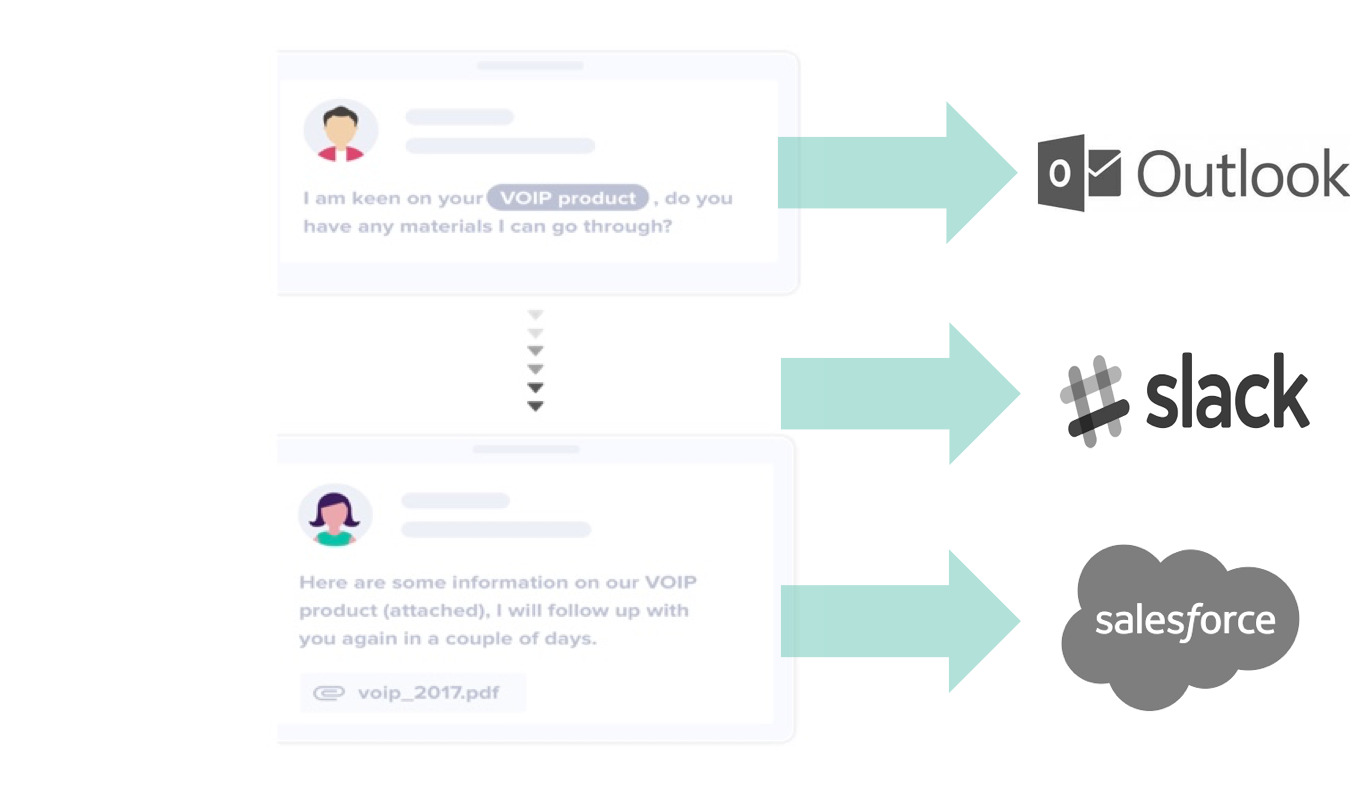 I am keen on your VOIP product , do you
have any materials I can go through?
Here are some information on our VOIP
product (attached), I will follow up with
you again in a couple of days.
voip_2017.pdf
O Outlook
slack
salesforce